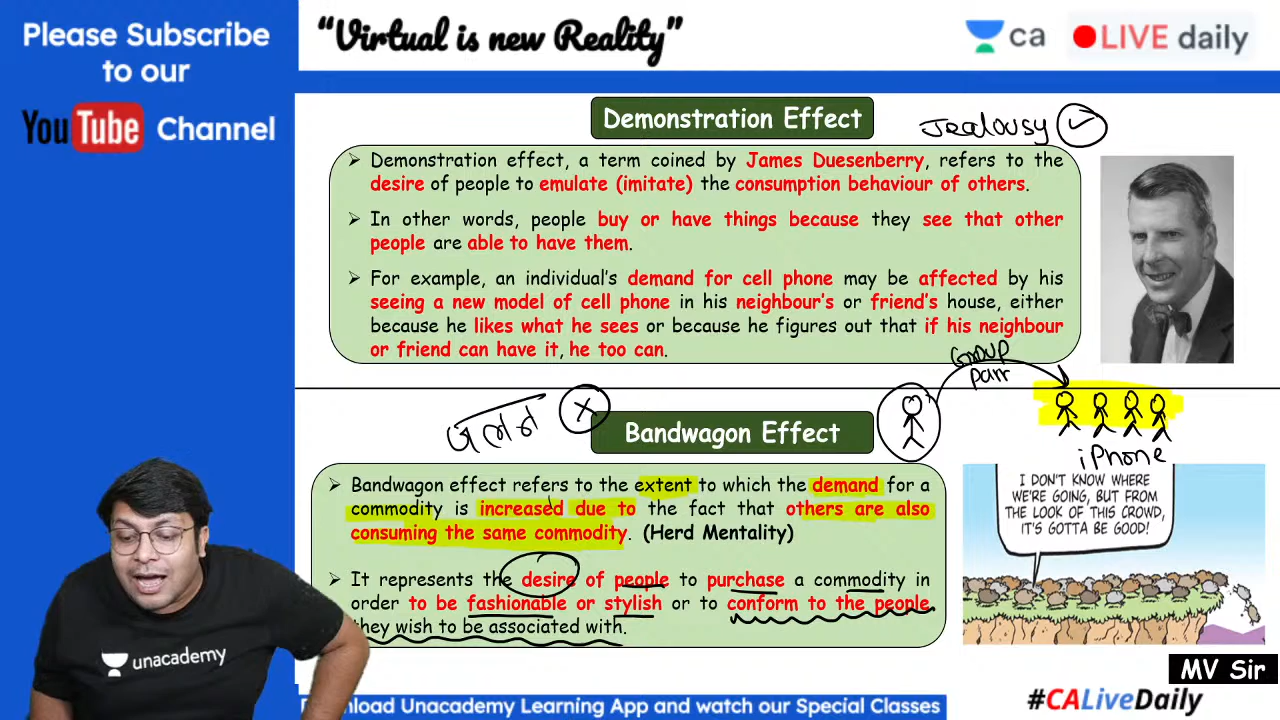 Please Subscribe
to our
YouTube Channel
“Virtual is new Reality”
ca
LIVE daily
Demonstration Effect
Jealousy
➢ Demonstration effect, a term coined by James Duesenberry, refers to the
desire of people to emulate (imitate) the consumption behaviour of others.
➢ In other words, people buy or have things because they see that other
people are able to have them.
➢ For example, an individual’s demand for cell phone may be affected by his
seeing a new model of cell phone in his neighbour’s or friend’s house, either
because he likes what he sees or because he figures out that if his neighbour
or friend can have it, he too can.
Group
जलन
Bandwagon Effect
iPhone
➢ Bandwagon effect refers to the extent to which the demand for a
commodity is increased due to the fact that others are also
consuming the same commodity. (Herd Mentality)
➢ It represents the desire of people to purchase a commodity in
order to be fashionable or stylish or to conform to the people
they wish to be associated with.
I DON'T KNOW WHERE
WE'RE GOING, BUT FROM
THE LOOK OF THIS CROWD,
IT'S GOTTA BE GOOD!
unacademy
MV Sir
Download Unacademy Learning App and watch our Special Classes
#CALiveDaily